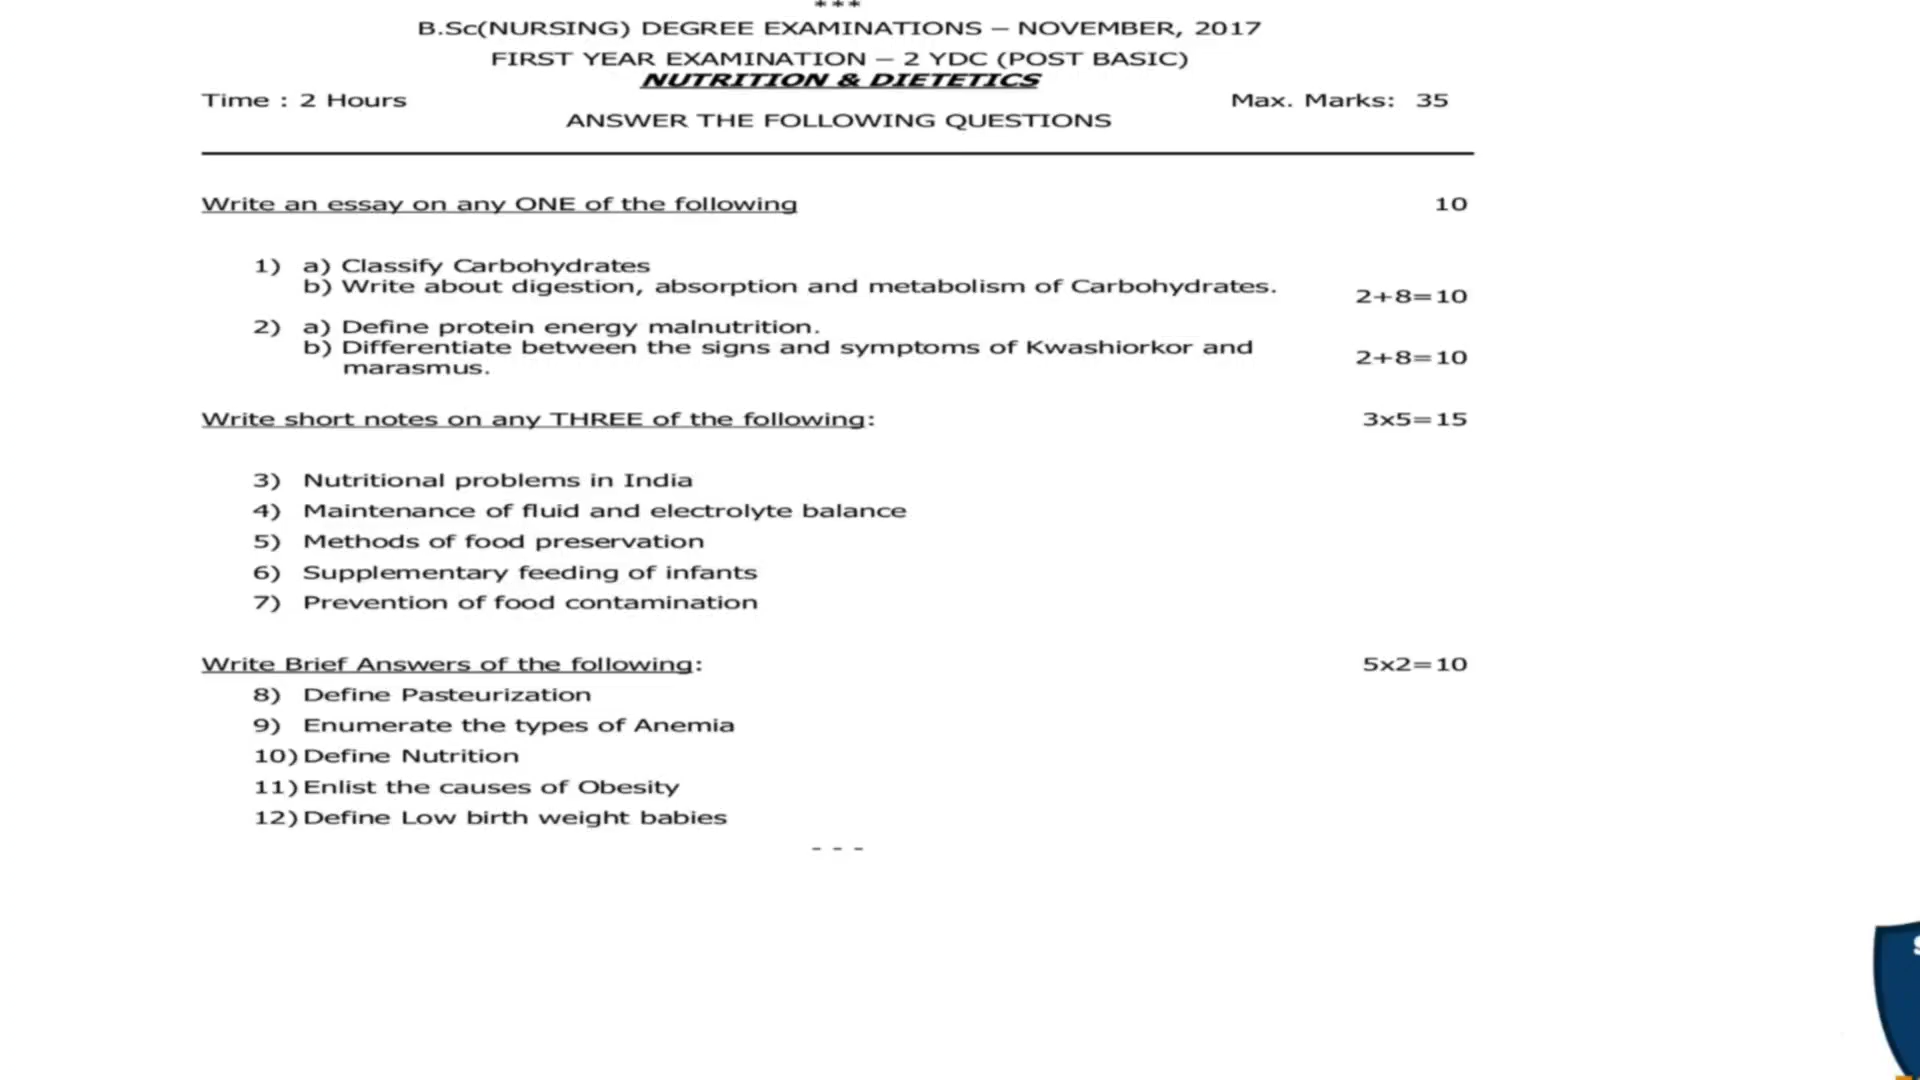 ***
B.Sc(NURSING) DEGREE EXAMINATIONS – NOVEMBER, 2017
FIRST YEAR EXAMINATION – 2 YDC (POST BASIC)
NUTRITION & DIETETICS
Time : 2 Hours Max. Marks: 35
ANSWER THE FOLLOWING QUESTIONS
Write an essay on any ONE of the following 10
1) a) Classify Carbohydrates
b) Write about digestion, absorption and metabolism of Carbohydrates. 2+8=10
2) a) Define protein energy malnutrition.
b) Differentiate between the signs and symptoms of Kwashiorkor and 2+8=10
marasmus.
Write short notes on any THREE of the following: 3x5=15
3) Nutritional problems in India
4) Maintenance of fluid and electrolyte balance
5) Methods of food preservation
6) Supplementary feeding of infants
7) Prevention of food contamination
Write Brief Answers of the following: 5x2=10
8) Define Pasteurization
9) Enumerate the types of Anemia
10) Define Nutrition
11) Enlist the causes of Obesity
12) Define Low birth weight babies
- - -